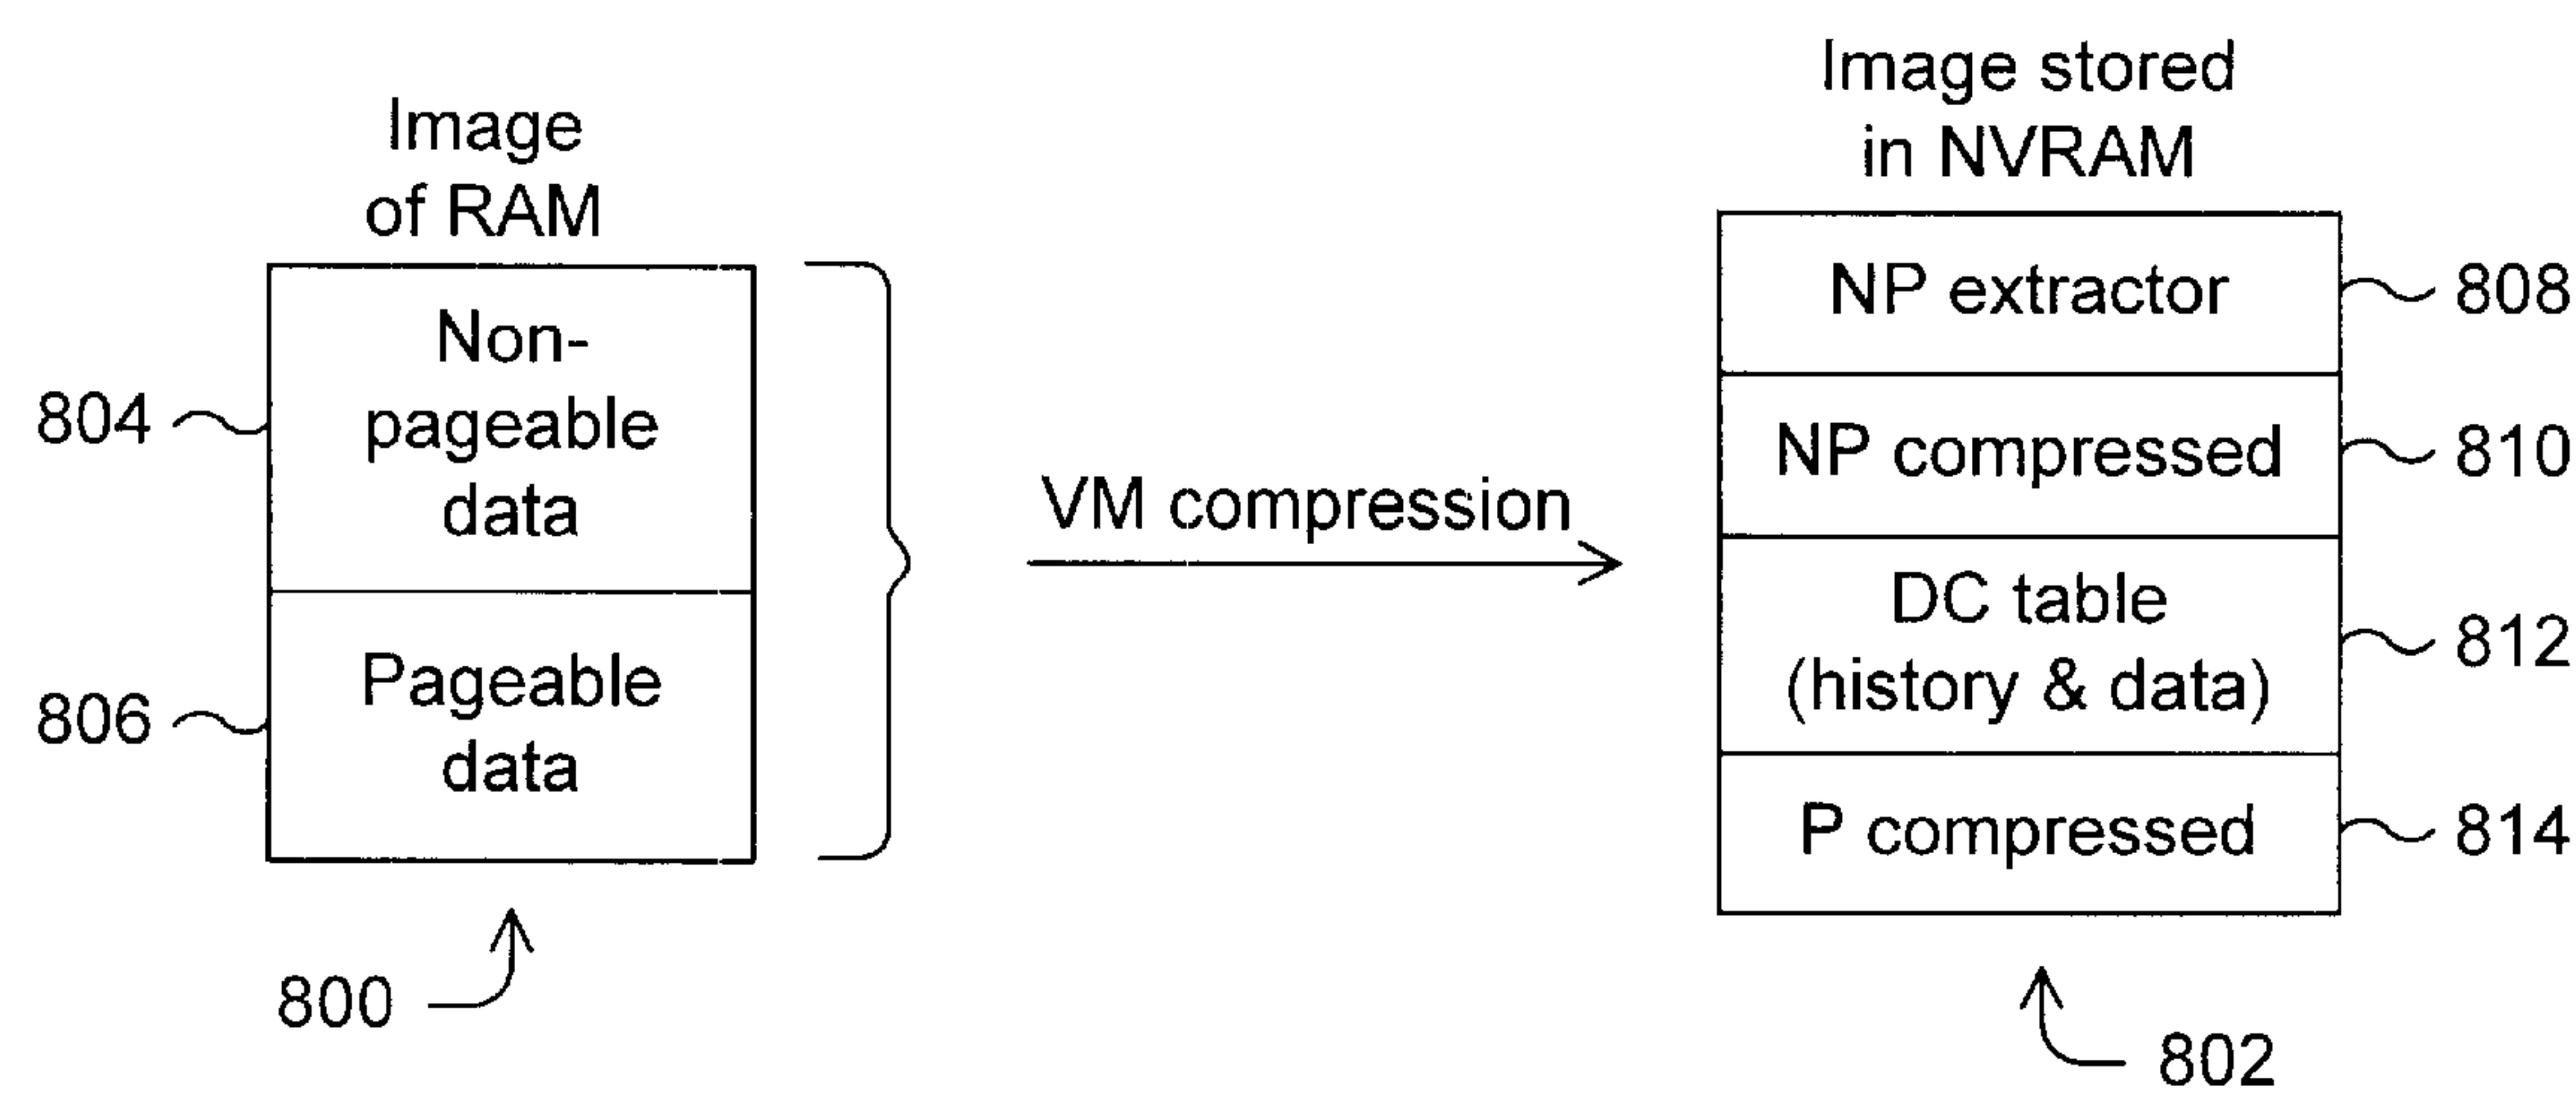 Image
of RAM
Non-
pageable
data
804
Pageable
data
806
800
VM compression
Image stored
in NVRAM
NP extractor
808
NP compressed
810
DC table
(history & data)
812
P compressed
814
802